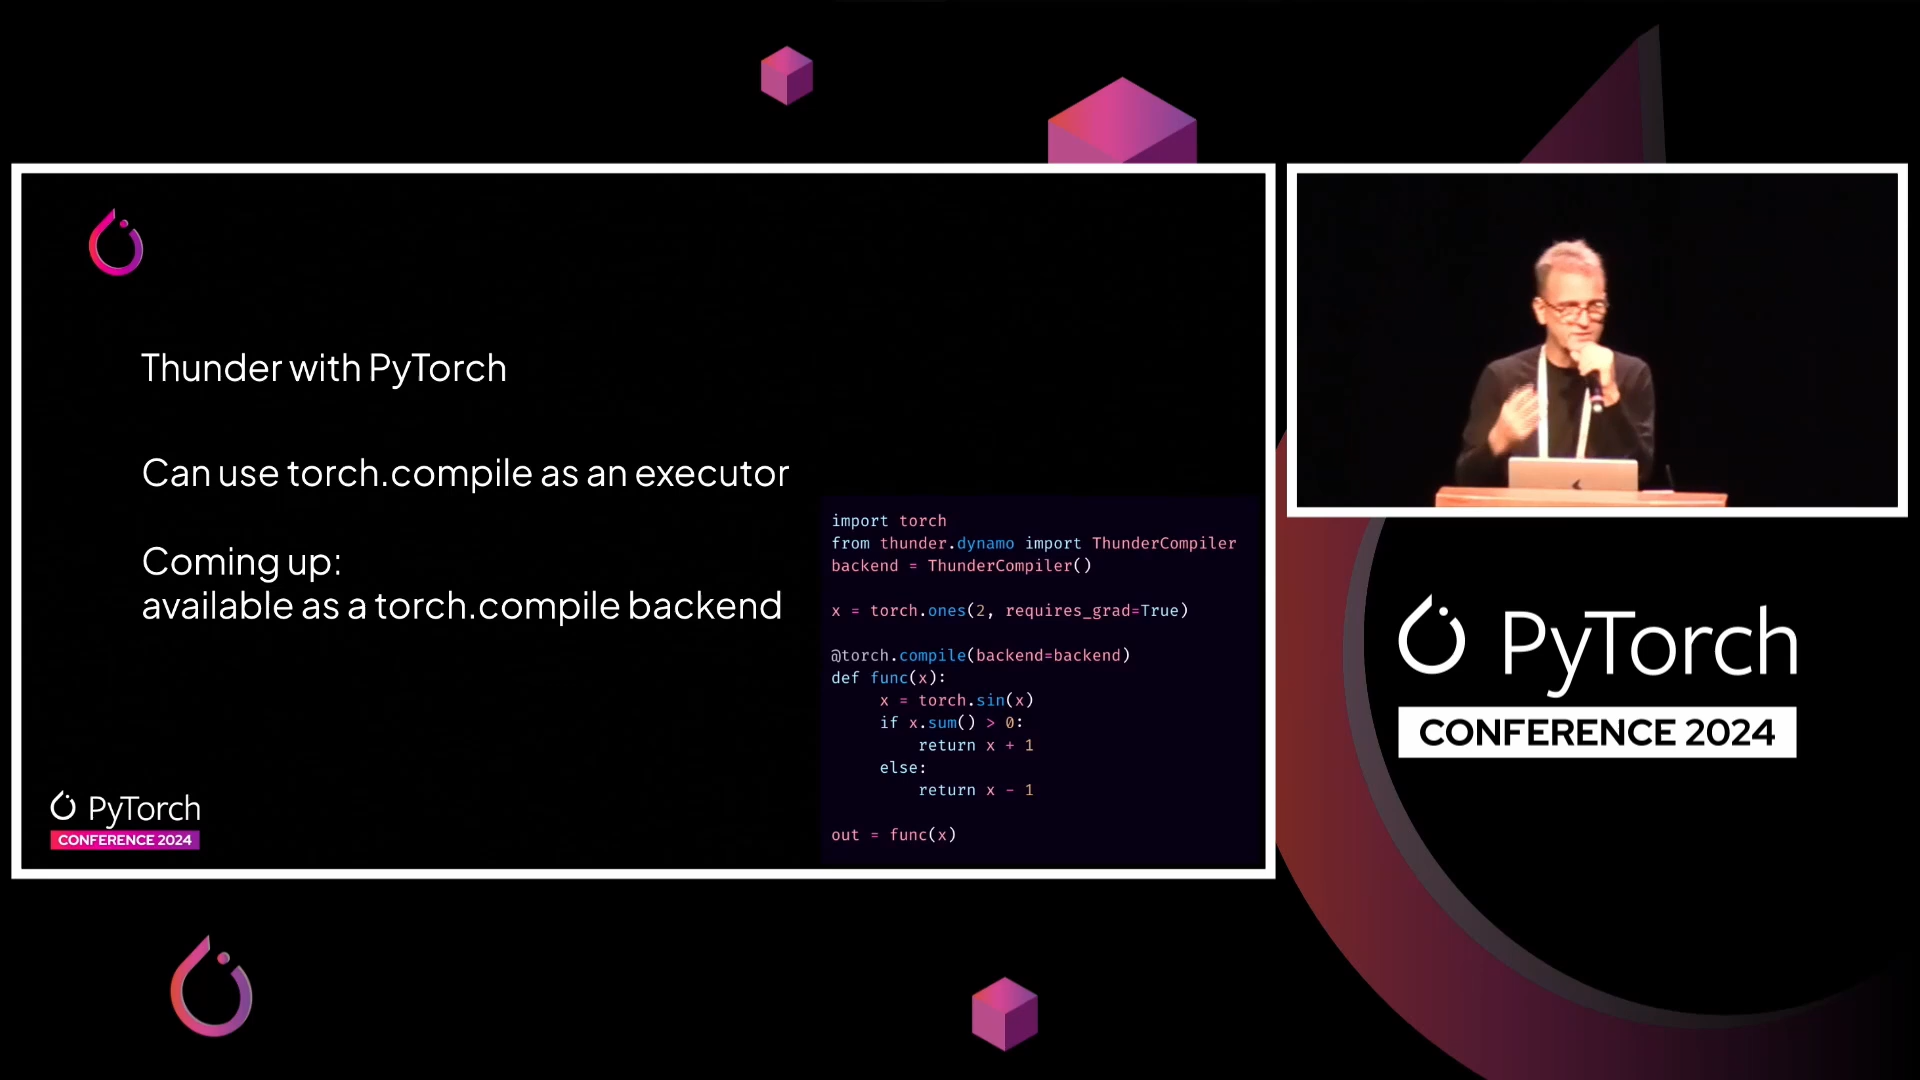 Thunder with PyTorch
Can use torch.compile as an executor
Coming up:
available as a torch.compile backend
import torch
from thunder.dynamo import ThunderCompiler
backend = ThunderCompiler()
x = torch.ones(2, requires_grad=True)
@torch.compile(backend=backend)
def func(x):
     x = torch.sin(x)
     if x.sum() > 0:
         return x + 1
     else:
         return x - 1
out = func(x)
PyTorch
CONFERENCE 2024
PyTorch
CONFERENCE 2024